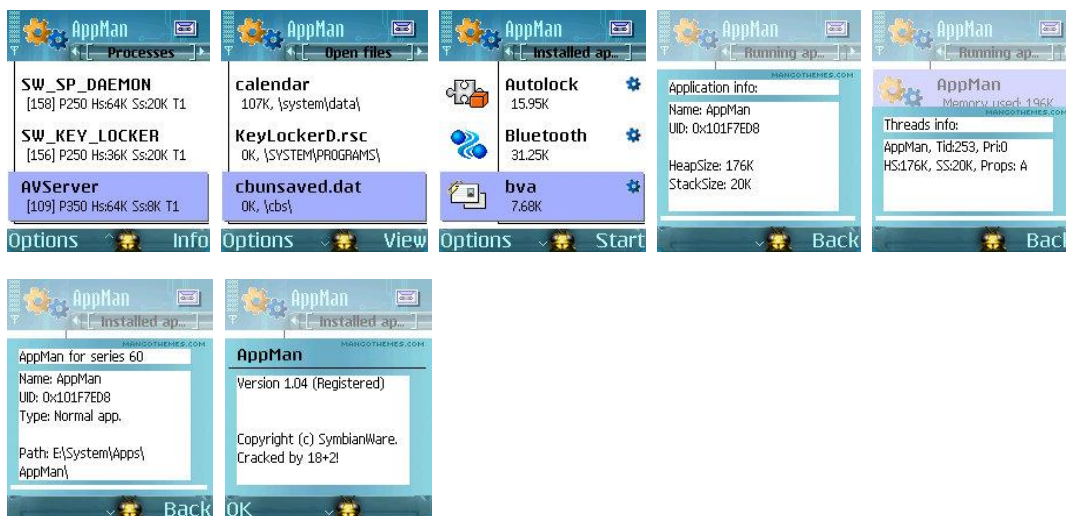 AppMan
Processes
SW_SP_DAEMON
[158] P250 Hs:64K Ss:20K T1
SW_KEY_LOCKER
[156] P250 Hs:36K Ss:20K T1
AVServer
[109] P350 Hs:64K Ss:8K T1
Options Info
AppMan
Open files
calendar
107K, \system\data\
KeyLockerD.rsc
0K, \SYSTEM\PROGRAMS\
cbunsaved.dat
0K, \cbs\
Options View
AppMan
Installed ap...
Autolock
15.95K
Bluetooth
31.25K
bva
7.68K
Options Start
AppMan
Running ap...
MANGOTHEMES.COM
Application info:
Name: AppMan
UID: 0x101F7ED8
HeapSize: 176K
StackSize: 20K
Back
AppMan
Running ap...
AppMan
Memory used: 196K
MANGOTHEMES.COM
Threads info:
AppMan, Tid:253, Pri:0
HS:176K, SS:20K, Props: A
Back
AppMan
Installed ap...
MANGOTHEMES.COM
AppMan for series 60
Name: AppMan
UID: 0x101F7ED8
Type: Normal app.
Path: E:\System\Apps\
AppMan\
Back
AppMan
Installed ap...
MANGOTHEMES.COM
AppMan
Version 1.04 (Registered)
Copyright (c) SymbianWare.
Cracked by 18+2!
OK